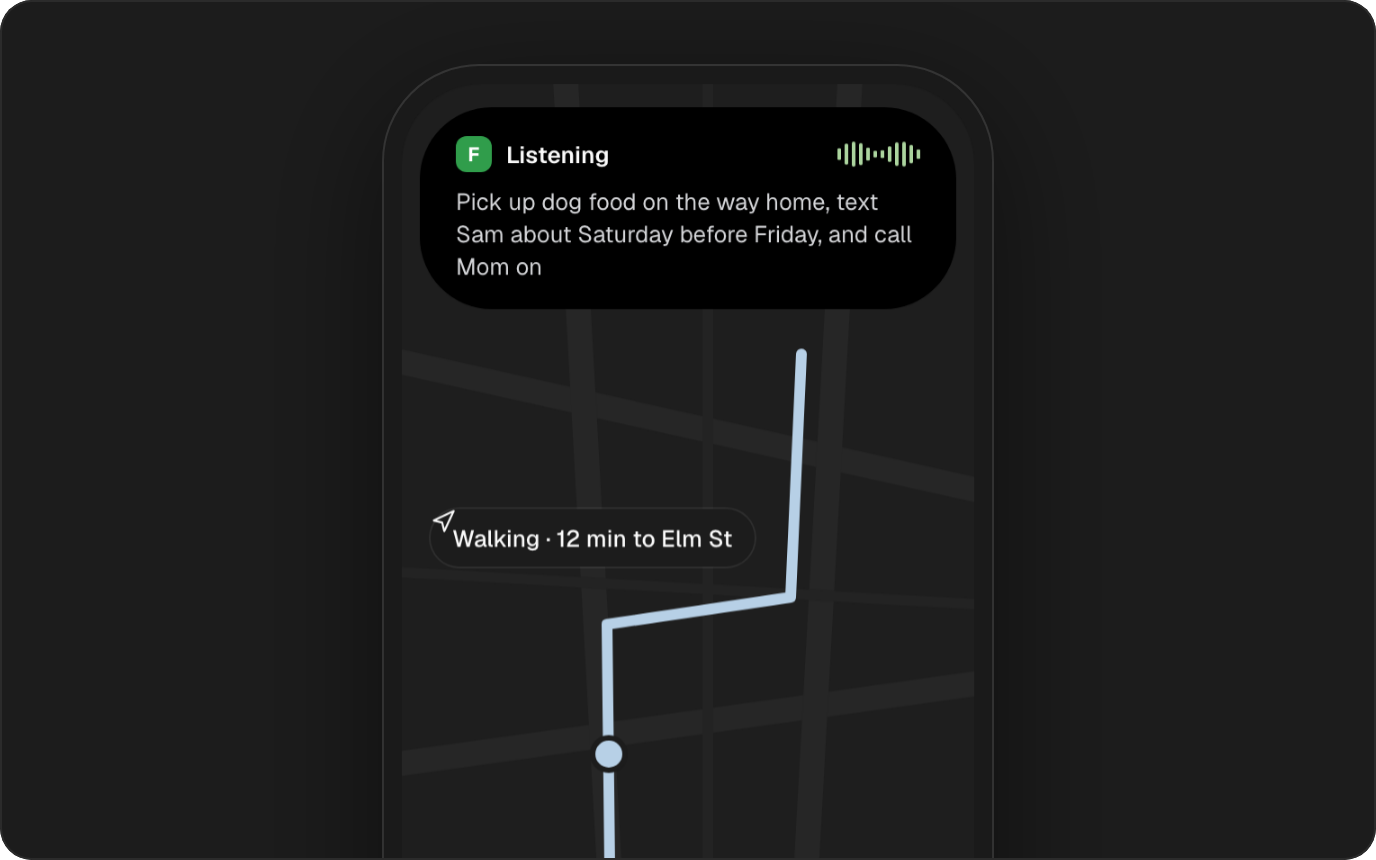 F Listening
Pick up dog food on the way home, text
Sam about Saturday before Friday, and call
Mom on
Walking · 12 min to Elm St